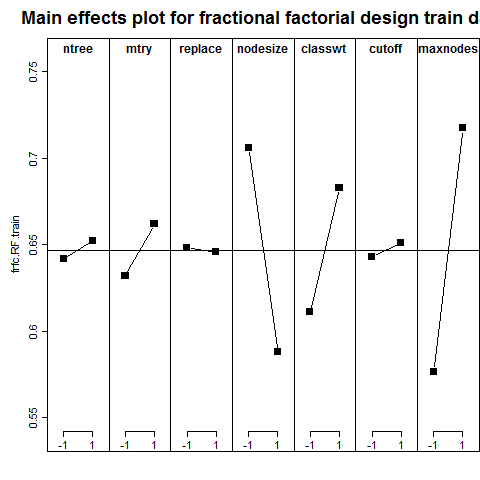 Main effects plot for fractional factorial design train d
ntree mtry replace nodesize classwt cutoff maxnodes
0.75
0.7
0.65
0.6
0.55
frfc.RF.train
-1 1 -1 1 -1 1 -1 1 -1 1 -1 1 -1 1